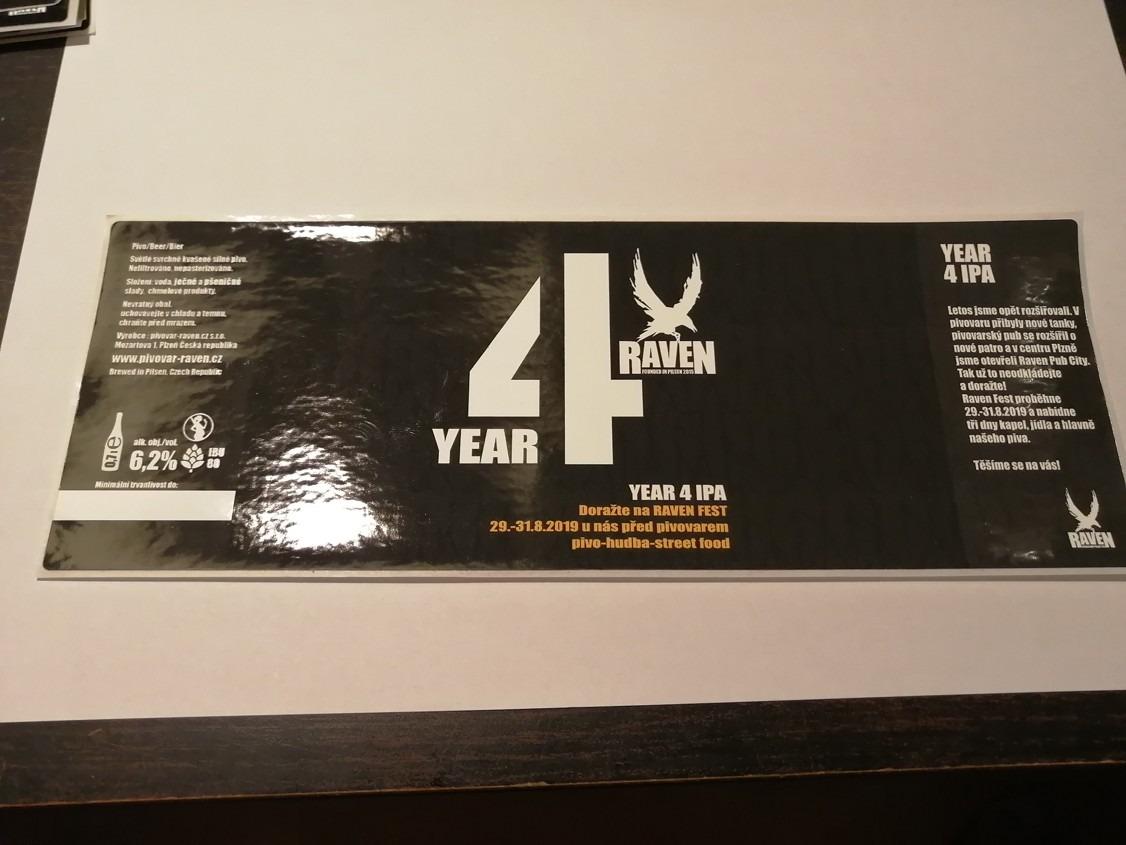 Pivo/Beer/Bier
Světlé svrchně kvašené silné pivo.
Nefiltrováno, nepasterizováno.
Složení: voda, ječné a pšeničné
slady, chmelové produkty.
Nevratný obal.
uchovávejte v chladu a temnu,
chraňte před mrazem.
Výrobce : pivovar-raven.cz s.r.o.
Mozartova 1, Plzeň Česká republika
www.pivovar-raven.cz
Brewed in Pilsen, Czech Republic
0,7l e
alk. obj./vol.
6,2%
IBU
Minimální trvanlivost do:
4
YEAR
RAVEN
FOUNDED IN PILSEN 2015
YEAR 4 IPA
Doražte na RAVEN FEST
29.-31.8.2019 u nás před pivovarem
pivo-hudba-street food
YEAR
4 IPA
Letos jsme opět rozšiřovali. V
pivovaru přibyly nové tanky,
pivovarský pub se rozšířil o
nové patro a v centru Plzně
jsme otevřeli Raven Pub City.
Tak už to neodkládejte
a doražte!
Raven Fest proběhne
29.-31.8.2019 a nabídne
tři dny kapel, jídla a hlavně
našeho piva.
Těšíme se na vás!
RAVEN